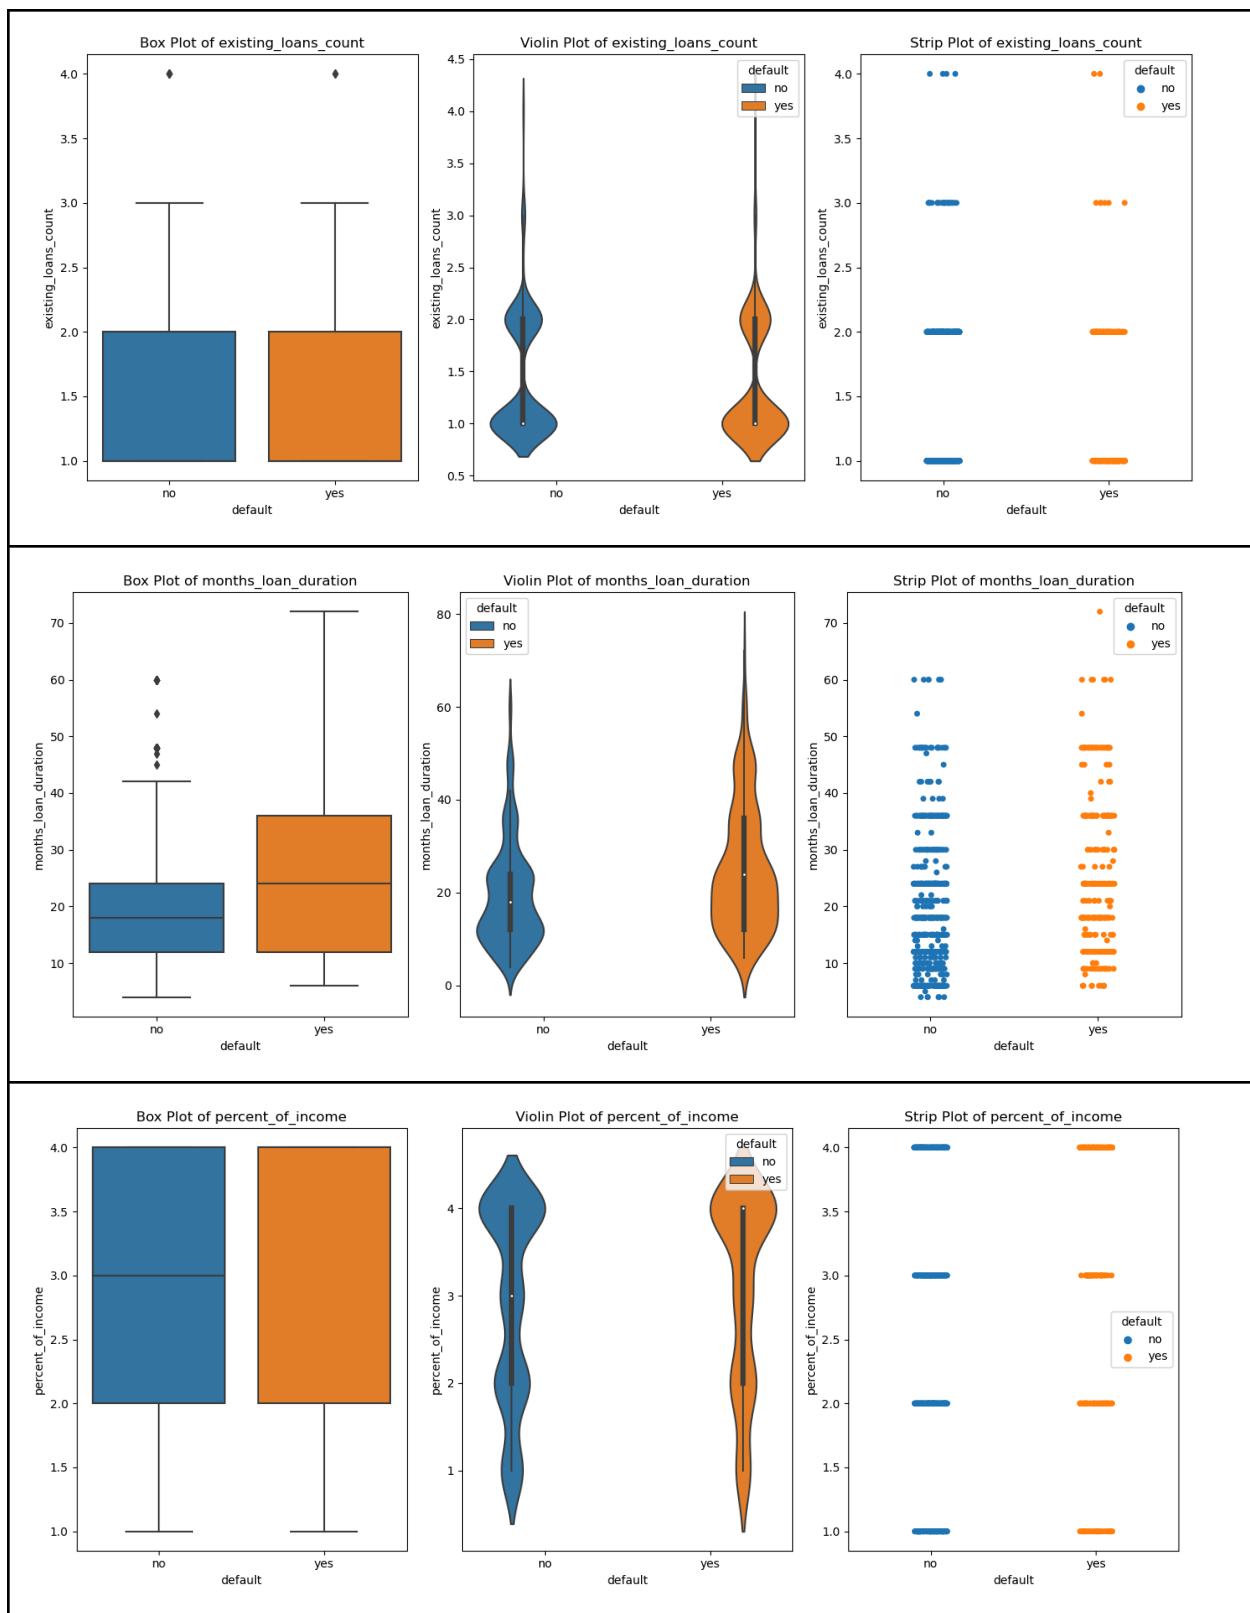 Box Plot of existing_loans_count
existing_loans_count
4.0
3.5
3.0
2.5
2.0
1.5
1.0
no
yes
default
Violin Plot of existing_loans_count
existing_loans_count
4.5
4.0
3.5
3.0
2.5
2.0
1.5
1.0
0.5
default
no
yes
no
yes
default
Strip Plot of existing_loans_count
existing_loans_count
4.0
3.5
3.0
2.5
2.0
1.5
1.0
default
no
yes
no
yes
default
Box Plot of months_loan_duration
months_loan_duration
70
60
50
40
30
20
10
no
yes
default
Violin Plot of months_loan_duration
months_loan_duration
80
60
40
20
0
default
no
yes
no
yes
default
Strip Plot of months_loan_duration
months_loan_duration
70
60
50
40
30
20
10
default
no
yes
no
yes
default
Box Plot of percent_of_income
percent_of_income
4.0
3.5
3.0
2.5
2.0
1.5
1.0
no
yes
default
Violin Plot of percent_of_income
percent_of_income
4
3
2
1
default
no
yes
no
yes
default
Strip Plot of percent_of_income
percent_of_income
4.0
3.5
3.0
2.5
2.0
1.5
1.0
default
no
yes
no
yes
default